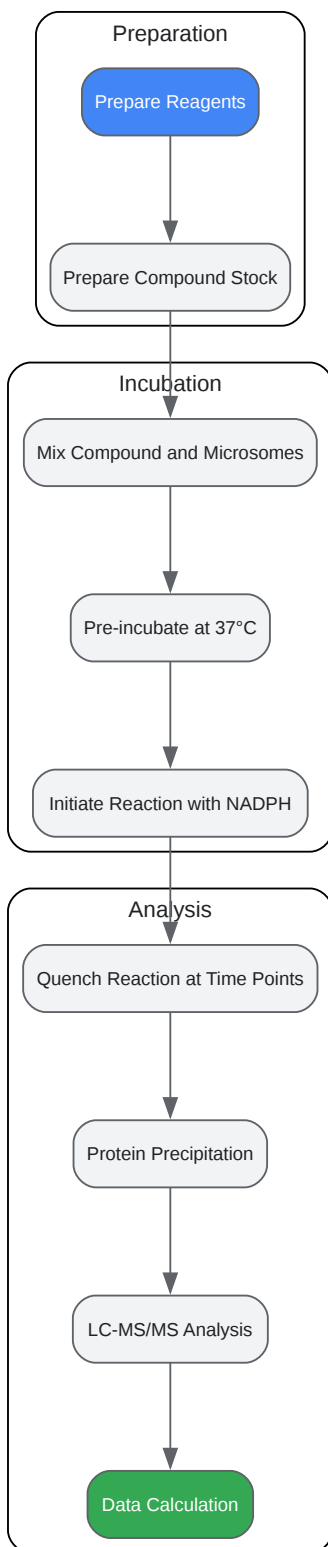 Preparation
Prepare Reagents
Prepare Compound Stock
Incubation
Mix Compound and Microsomes
Pre-incubate at 37°C
Initiate Reaction with NADPH
Analysis
Quench Reaction at Time Points
Protein Precipitation
LC-MS/MS Analysis
Data Calculation